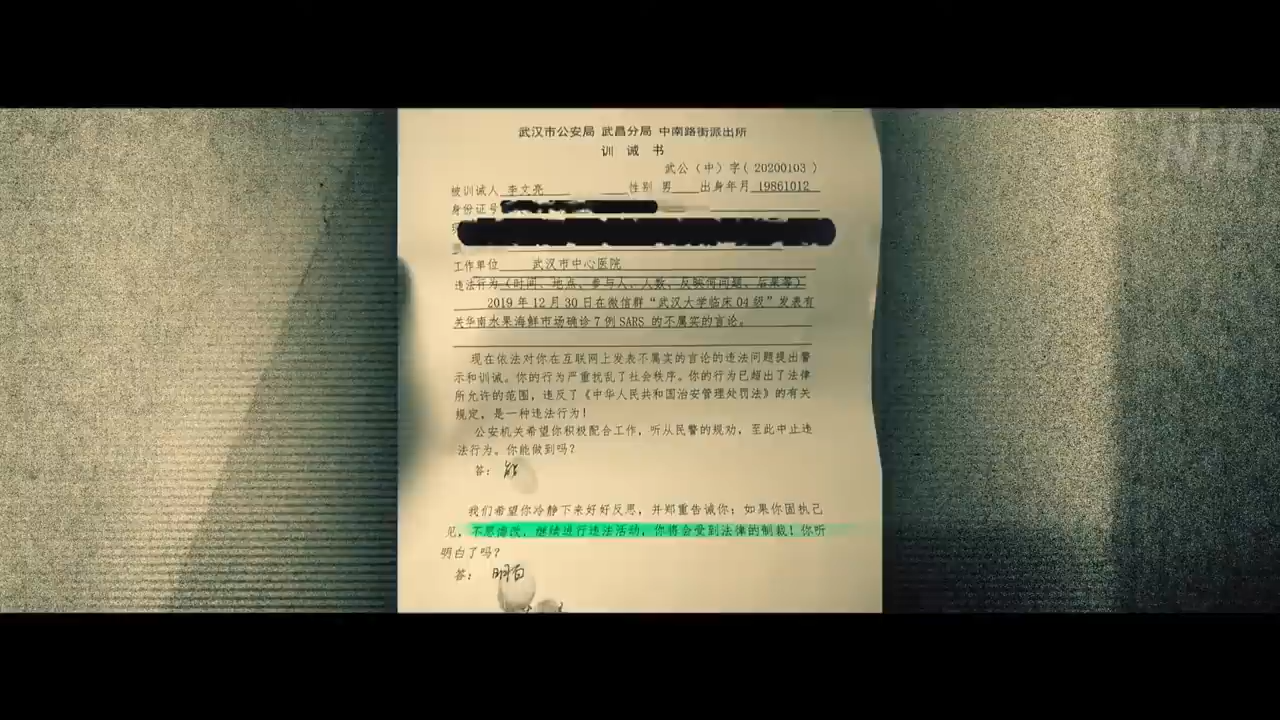 NTD
武汉市公安局 武昌分局 中南路街派出所
训 诫 书
武公（中）字( 20200103 )
被训诫人 李文亮 性别 男 出身年月 19861012
身份证号
工作单位 武汉市中心医院
违法行为（时间、地点、参与人、人数、反映何问题、后果等）
2019年12月30日在微信群“武汉大学临床04级”发表有
关华南水果海鲜市场确诊7例SARS 的不属实的言论。
现在依法对你在互联网上发表不属实的言论的违法问题提出警
示和训诫。你的行为严重扰乱了社会秩序。你的行为已超出了法律
所允许的范围，违反了《中华人民共和国治安管理处罚法》的有关
规定，是一种违法行为！
公安机关希望你积极配合工作，听从民警的规劝，至此中止违
法行为。你能做到吗？
答： 能
我们希望你冷静下来好好反思，并郑重告诫你：如果你固执己
见，不思悔改，继续进行违法活动，你将会受到法律的制裁！你听
明白了吗？
答： 明白